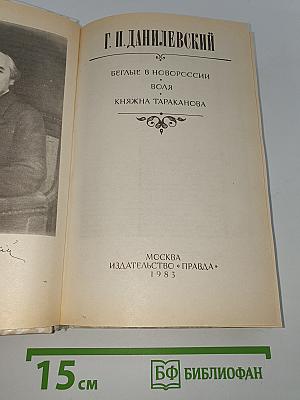 Г. П. ДАНИЛЕВСКИЙ
БЕГЛЫЕ В НОВОРОССИИ
ВОЛЯ
КНЯЖНА ТАРАКАНОВА
МОСКВА
ИЗДАТЕЛЬСТВО «ПРАВДА»
1983
15 см
БФ БИБЛИОФАН